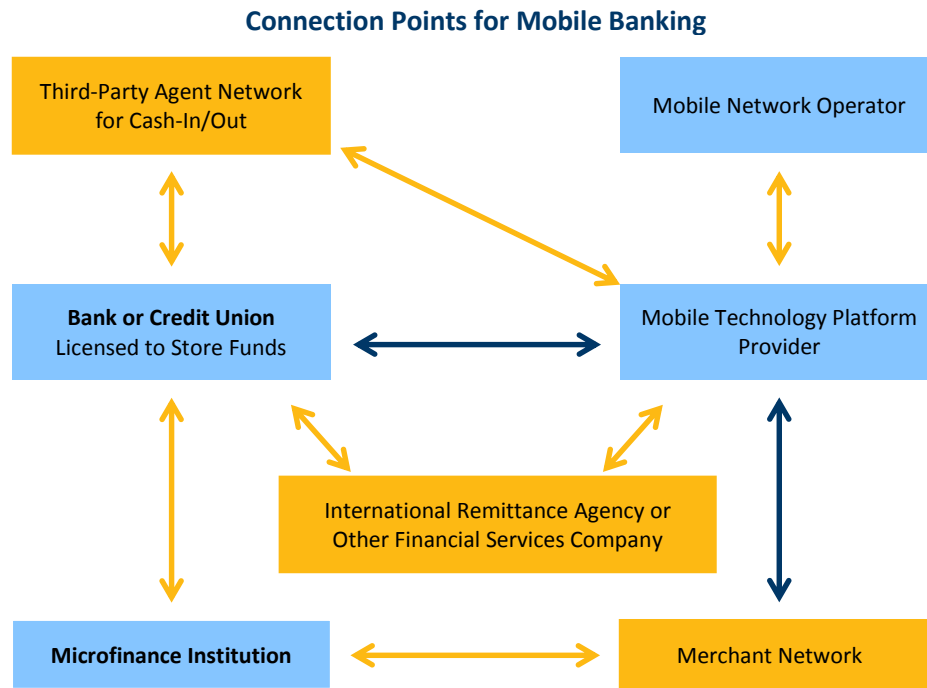 Connection Points for Mobile Banking
Third-Party Agent Network
for Cash-In/Out
Mobile Network Operator
Bank or Credit Union
Licensed to Store Funds
Mobile Technology Platform
Provider
International Remittance Agency or
Other Financial Services Company
Microfinance Institution
Merchant Network